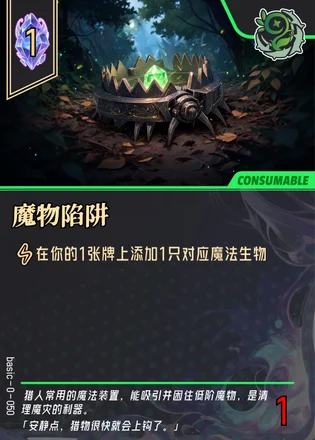 1
CONSUMABLE
魔物陷阱
在你的1张牌上添加1只对应魔法生物
basic-0-050
猎人常用的魔法装置，能吸引并困住低阶魔物，是清
理魔灾的利器。
「安静点，猎物很快就会上钩了。」
1